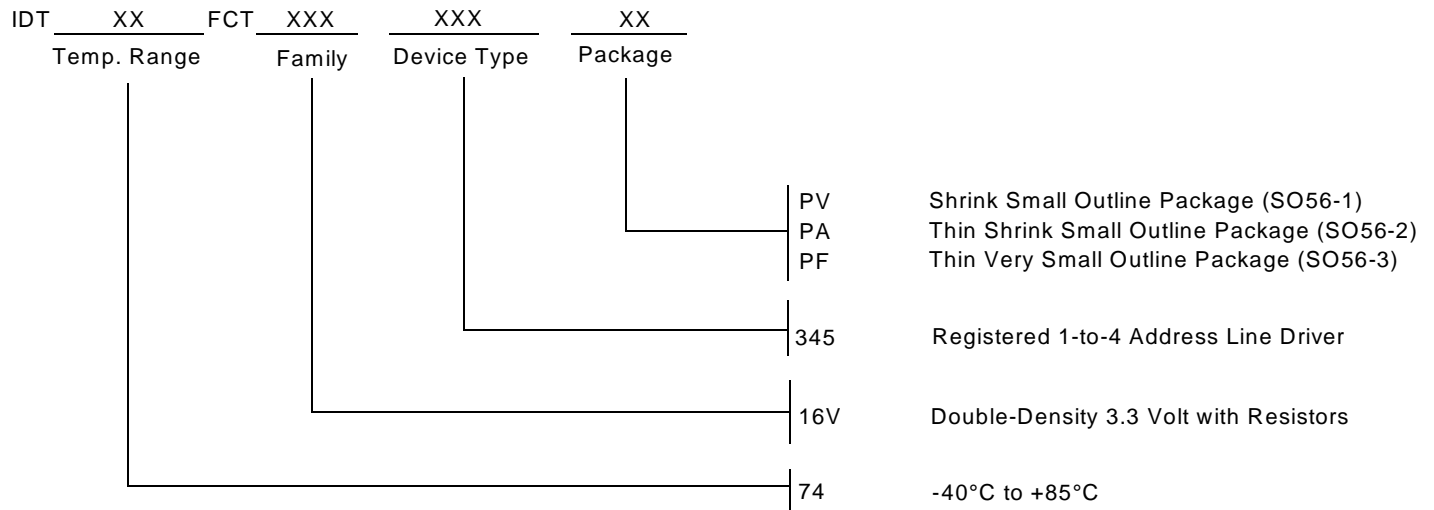 IDT XX FCT XXX XXX XX
Temp. Range Family Device Type Package
PV Shrink Small Outline Package (SO56-1)
PA Thin Shrink Small Outline Package (SO56-2)
PF Thin Very Small Outline Package (SO56-3)
345 Registered 1-to-4 Address Line Driver
16V Double-Density 3.3 Volt with Resistors
74 -40°C to +85°C